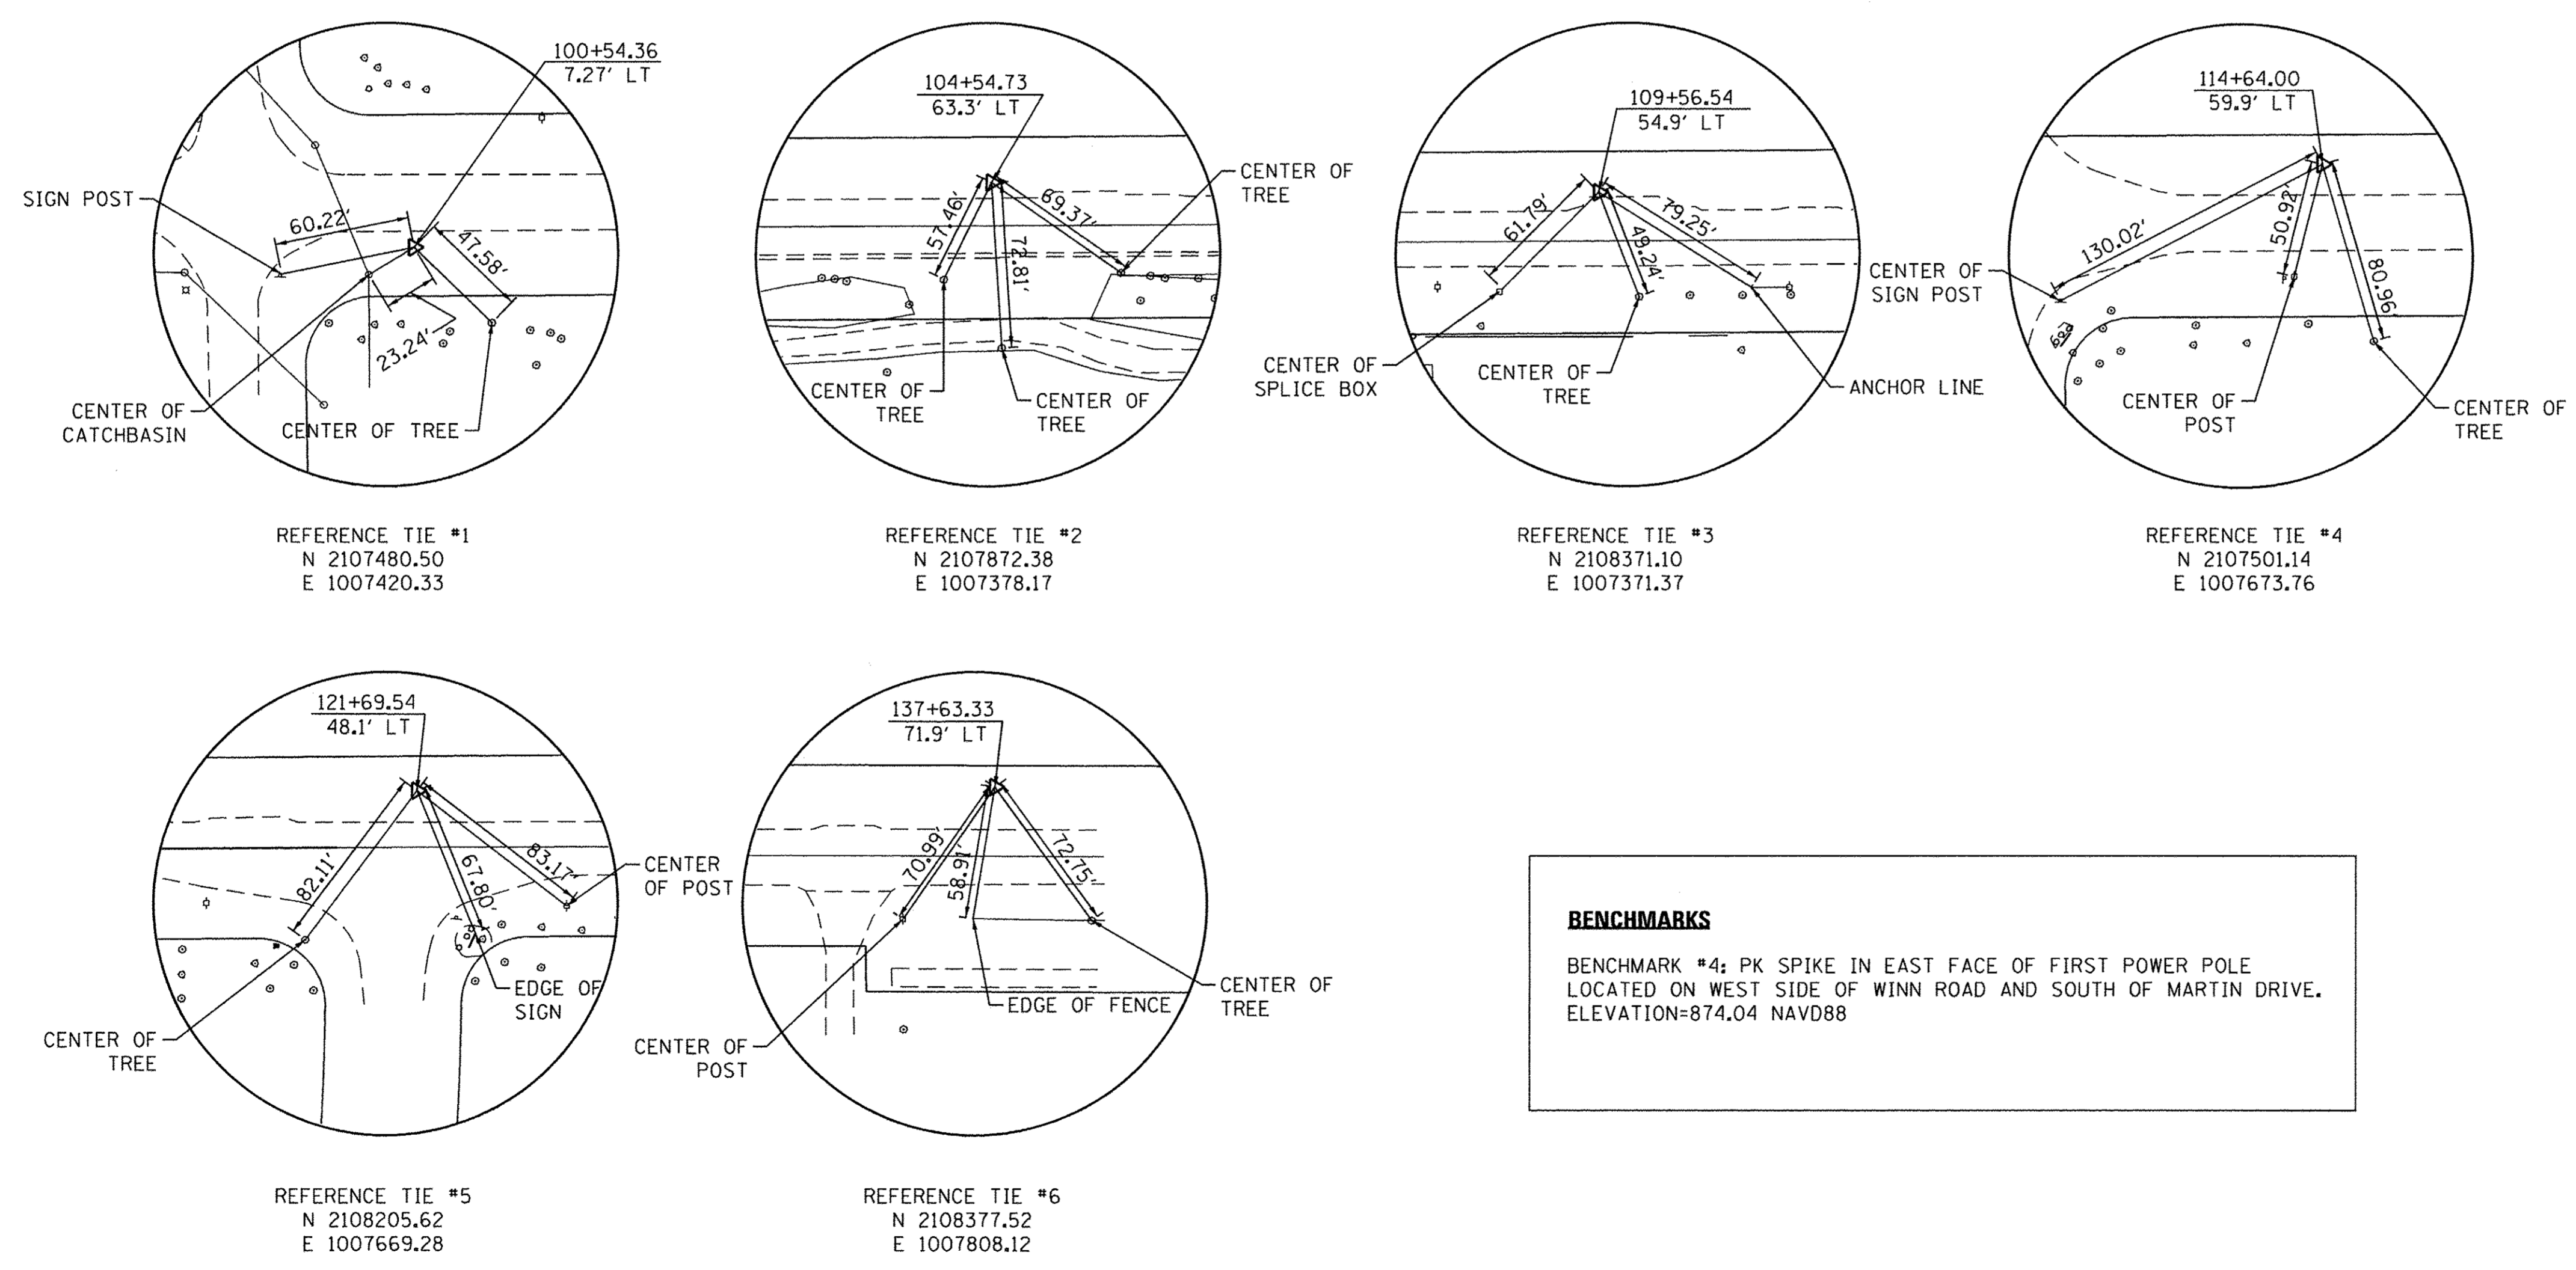 100+54.36
7.27' LT
SIGN POST
60.22'
47.58'
23.24'
CENTER OF
CATCHBASIN
CENTER OF TREE
REFERENCE TIE #1
N 2107480.50
E 1007420.33
104+54.73
63.3' LT
CENTER OF
TREE
57.46'
69.37'
72.81'
CENTER OF
TREE
CENTER OF
TREE
REFERENCE TIE #2
N 2107872.38
E 1007378.17
109+56.54
54.9' LT
61.79'
79.25'
49.24'
CENTER OF
SPLICE BOX
CENTER OF
TREE
ANCHOR LINE
REFERENCE TIE #3
N 2108371.10
E 1007371.37
114+64.00
59.9' LT
130.02'
50.92'
80.96'
CENTER OF
SIGN POST
CENTER OF
POST
CENTER OF
TREE
REFERENCE TIE #4
N 2107501.14
E 1007673.76
121+69.54
48.1' LT
82.11'
67.80'
83.17'
CENTER
OF POST
EDGE OF
SIGN
CENTER OF
TREE
REFERENCE TIE #5
N 2108205.62
E 1007669.28
137+63.33
71.9' LT
70.99'
58.91'
72.75'
EDGE OF FENCE
CENTER OF
TREE
CENTER OF
POST
REFERENCE TIE #6
N 2108377.52
E 1007808.12
BENCHMARKS
BENCHMARK #4: PK SPIKE IN EAST FACE OF FIRST POWER POLE
LOCATED ON WEST SIDE OF WINN ROAD AND SOUTH OF MARTIN DRIVE.
ELEVATION=874.04 NAVD88